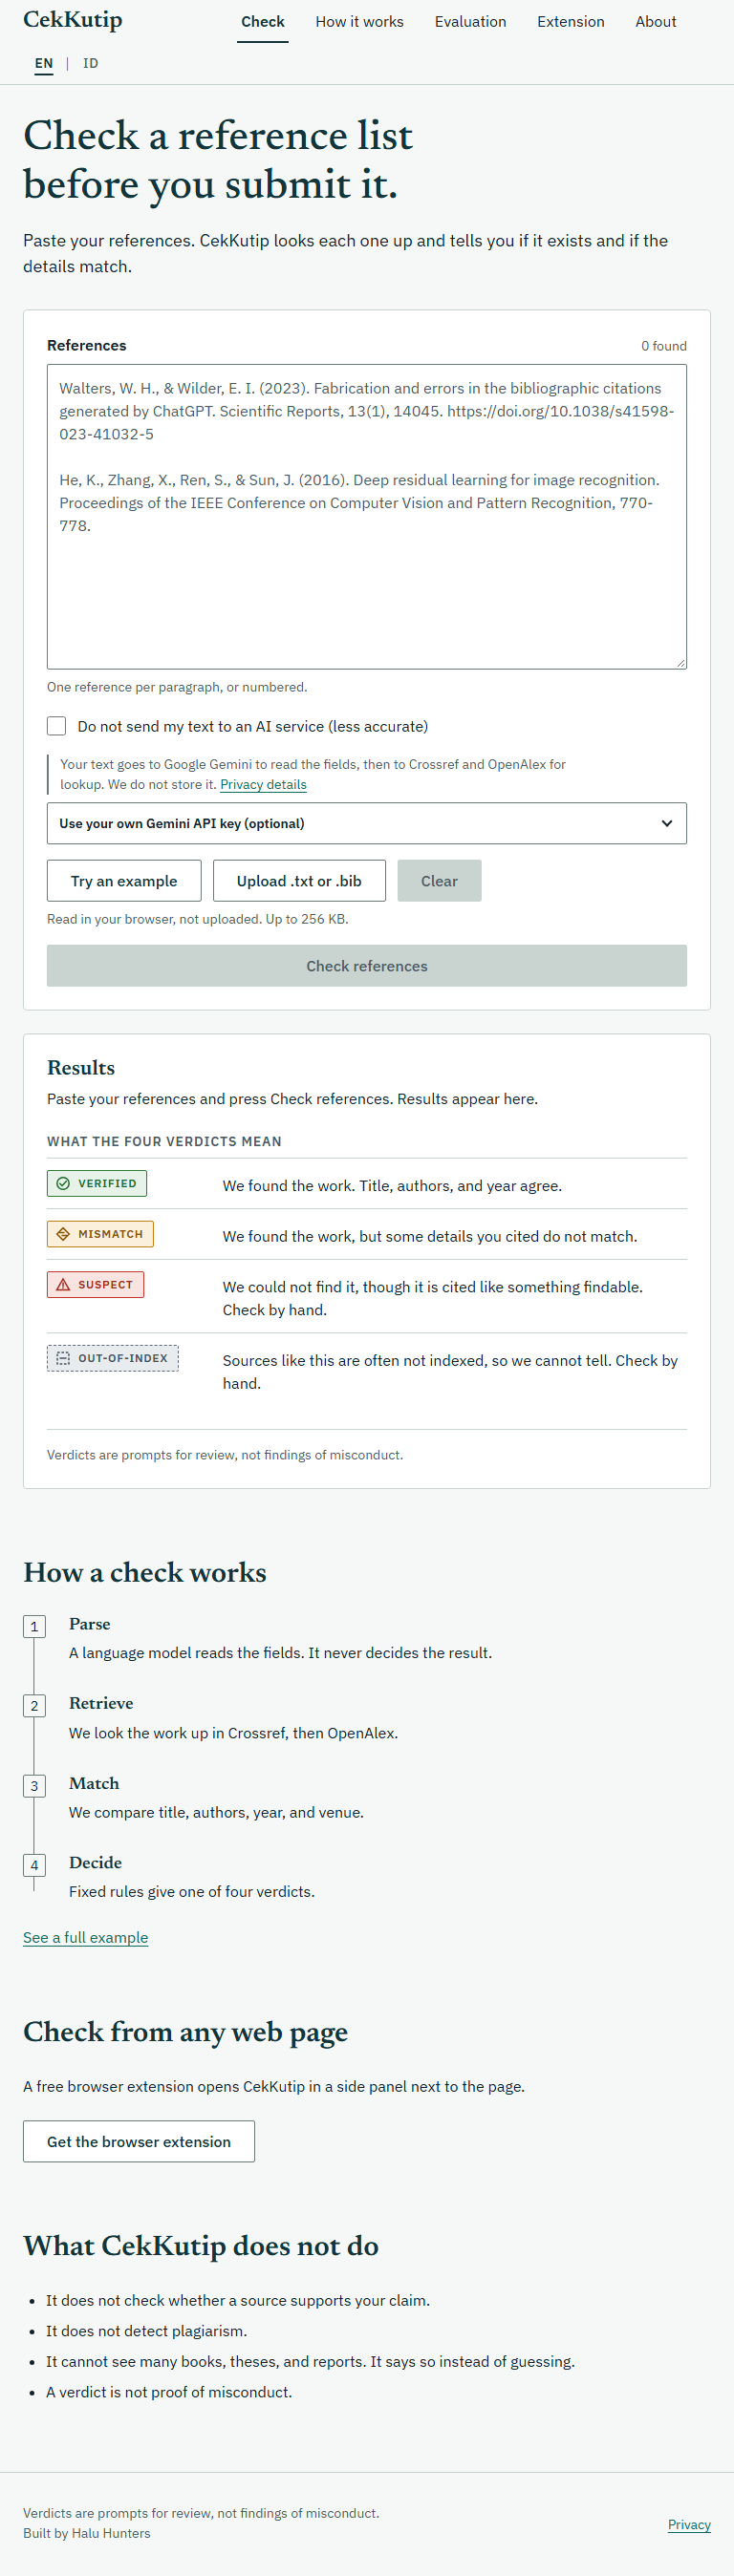 CekKutip
Check
How it works
Evaluation
Extension
About
EN | ID
Check a reference list
before you submit it.
Paste your references. CekKutip looks each one up and tells you if it exists and if the
details match.
References
0 found
Walters, W. H., & Wilder, E. I. (2023). Fabrication and errors in the bibliographic citations
generated by ChatGPT. Scientific Reports, 13(1), 14045. https://doi.org/10.1038/s41598-
023-41032-5
He, K., Zhang, X., Ren, S., & Sun, J. (2016). Deep residual learning for image recognition.
Proceedings of the IEEE Conference on Computer Vision and Pattern Recognition, 770-
778.
One reference per paragraph, or numbered.
Do not send my text to an AI service (less accurate)
Your text goes to Google Gemini to read the fields, then to Crossref and OpenAlex for
lookup. We do not store it. Privacy details
Use your own Gemini API key (optional)
Try an example
Upload .txt or .bib
Clear
Read in your browser, not uploaded. Up to 256 KB.
Check references
Results
Paste your references and press Check references. Results appear here.
WHAT THE FOUR VERDICTS MEAN
VERIFIED
We found the work. Title, authors, and year agree.
MISMATCH
We found the work, but some details you cited do not match.
SUSPECT
We could not find it, though it is cited like something findable.
Check by hand.
OUT-OF-INDEX
Sources like this are often not indexed, so we cannot tell. Check by
hand.
Verdicts are prompts for review, not findings of misconduct.
How a check works
1
Parse
A language model reads the fields. It never decides the result.
2
Retrieve
We look the work up in Crossref, then OpenAlex.
3
Match
We compare title, authors, year, and venue.
4
Decide
Fixed rules give one of four verdicts.
See a full example
Check from any web page
A free browser extension opens CekKutip in a side panel next to the page.
Get the browser extension
What CekKutip does not do
• It does not check whether a source supports your claim.
• It does not detect plagiarism.
• It cannot see many books, theses, and reports. It says so instead of guessing.
• A verdict is not proof of misconduct.
Verdicts are prompts for review, not findings of misconduct.
Built by Halu Hunters
Privacy